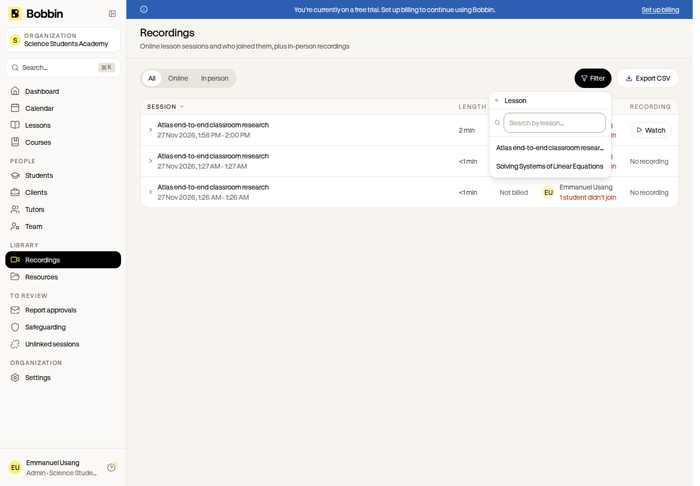 Bobbin
You're currently on a free trial. Set up billing to continue using Bobbin.
Set up billing
ORGANIZATION
S
Science Students Academy
Search...
⌘ K
Dashboard
Calendar
Lessons
Courses
PEOPLE
Students
Clients
Tutors
Team
LIBRARY
Recordings
Resources
TO REVIEW
Report approvals
Safeguarding
Unlinked sessions
ORGANIZATION
Settings
EU
Emmanuel Usang
Admin · Science Stude...
Recordings
Online lesson sessions and who joined them, plus in-person recordings
All
Online
In person
Filter
Export CSV
SESSION
LENGTH
RECORDING
Atlas end-to-end classroom research
27 Nov 2026, 1:58 PM - 2:00 PM
2 min
Watch
Atlas end-to-end classroom research
27 Nov 2026, 1:27 AM - 1:27 AM
<1 min
No recording
Atlas end-to-end classroom research
27 Nov 2026, 1:26 AM - 1:26 AM
<1 min
Not billed
EU
Emmanuel Usang
1 student didn't join
No recording
Lesson
Search by lesson...
Atlas end-to-end classroom resear...
Solving Systems of Linear Equations